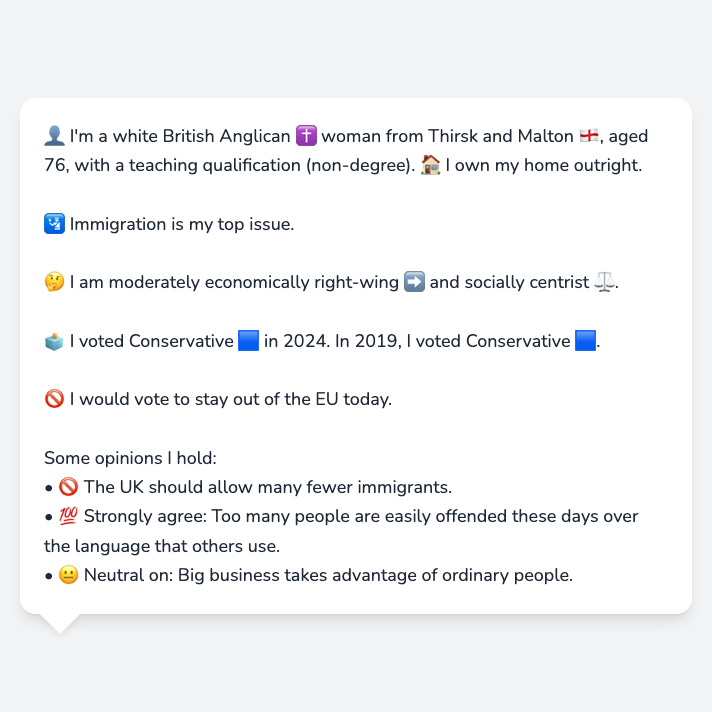 👤 I'm a white British Anglican ✝️ woman from Thirsk and Malton 🏴󠁧󠁢󠁥󠁮󠁧󠁿, aged
76, with a teaching qualification (non-degree). 🏠 I own my home outright.
🛂 Immigration is my top issue.
🤔 I am moderately economically right-wing ➡️ and socially centrist ⚖️.
🗳️ I voted Conservative 🟦 in 2024. In 2019, I voted Conservative 🟦.
🚫 I would vote to stay out of the EU today.
Some opinions I hold:
• 🚫 The UK should allow many fewer immigrants.
• 💯 Strongly agree: Too many people are easily offended these days over
the language that others use.
• 😐 Neutral on: Big business takes advantage of ordinary people.